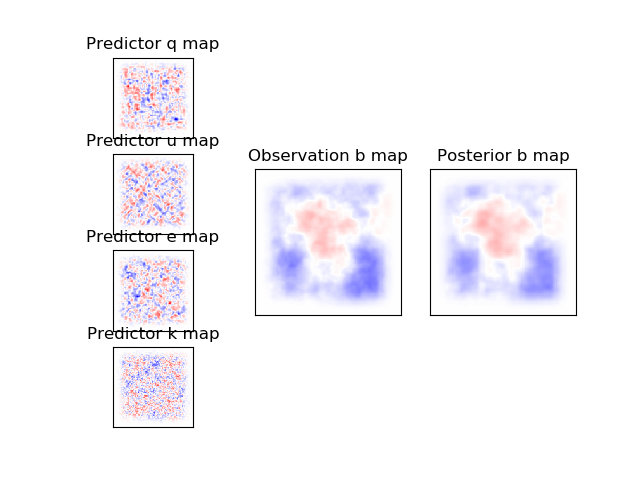 Predictor q map
Predictor u map
Predictor e map
Predictor k map
Observation b map
Posterior b map